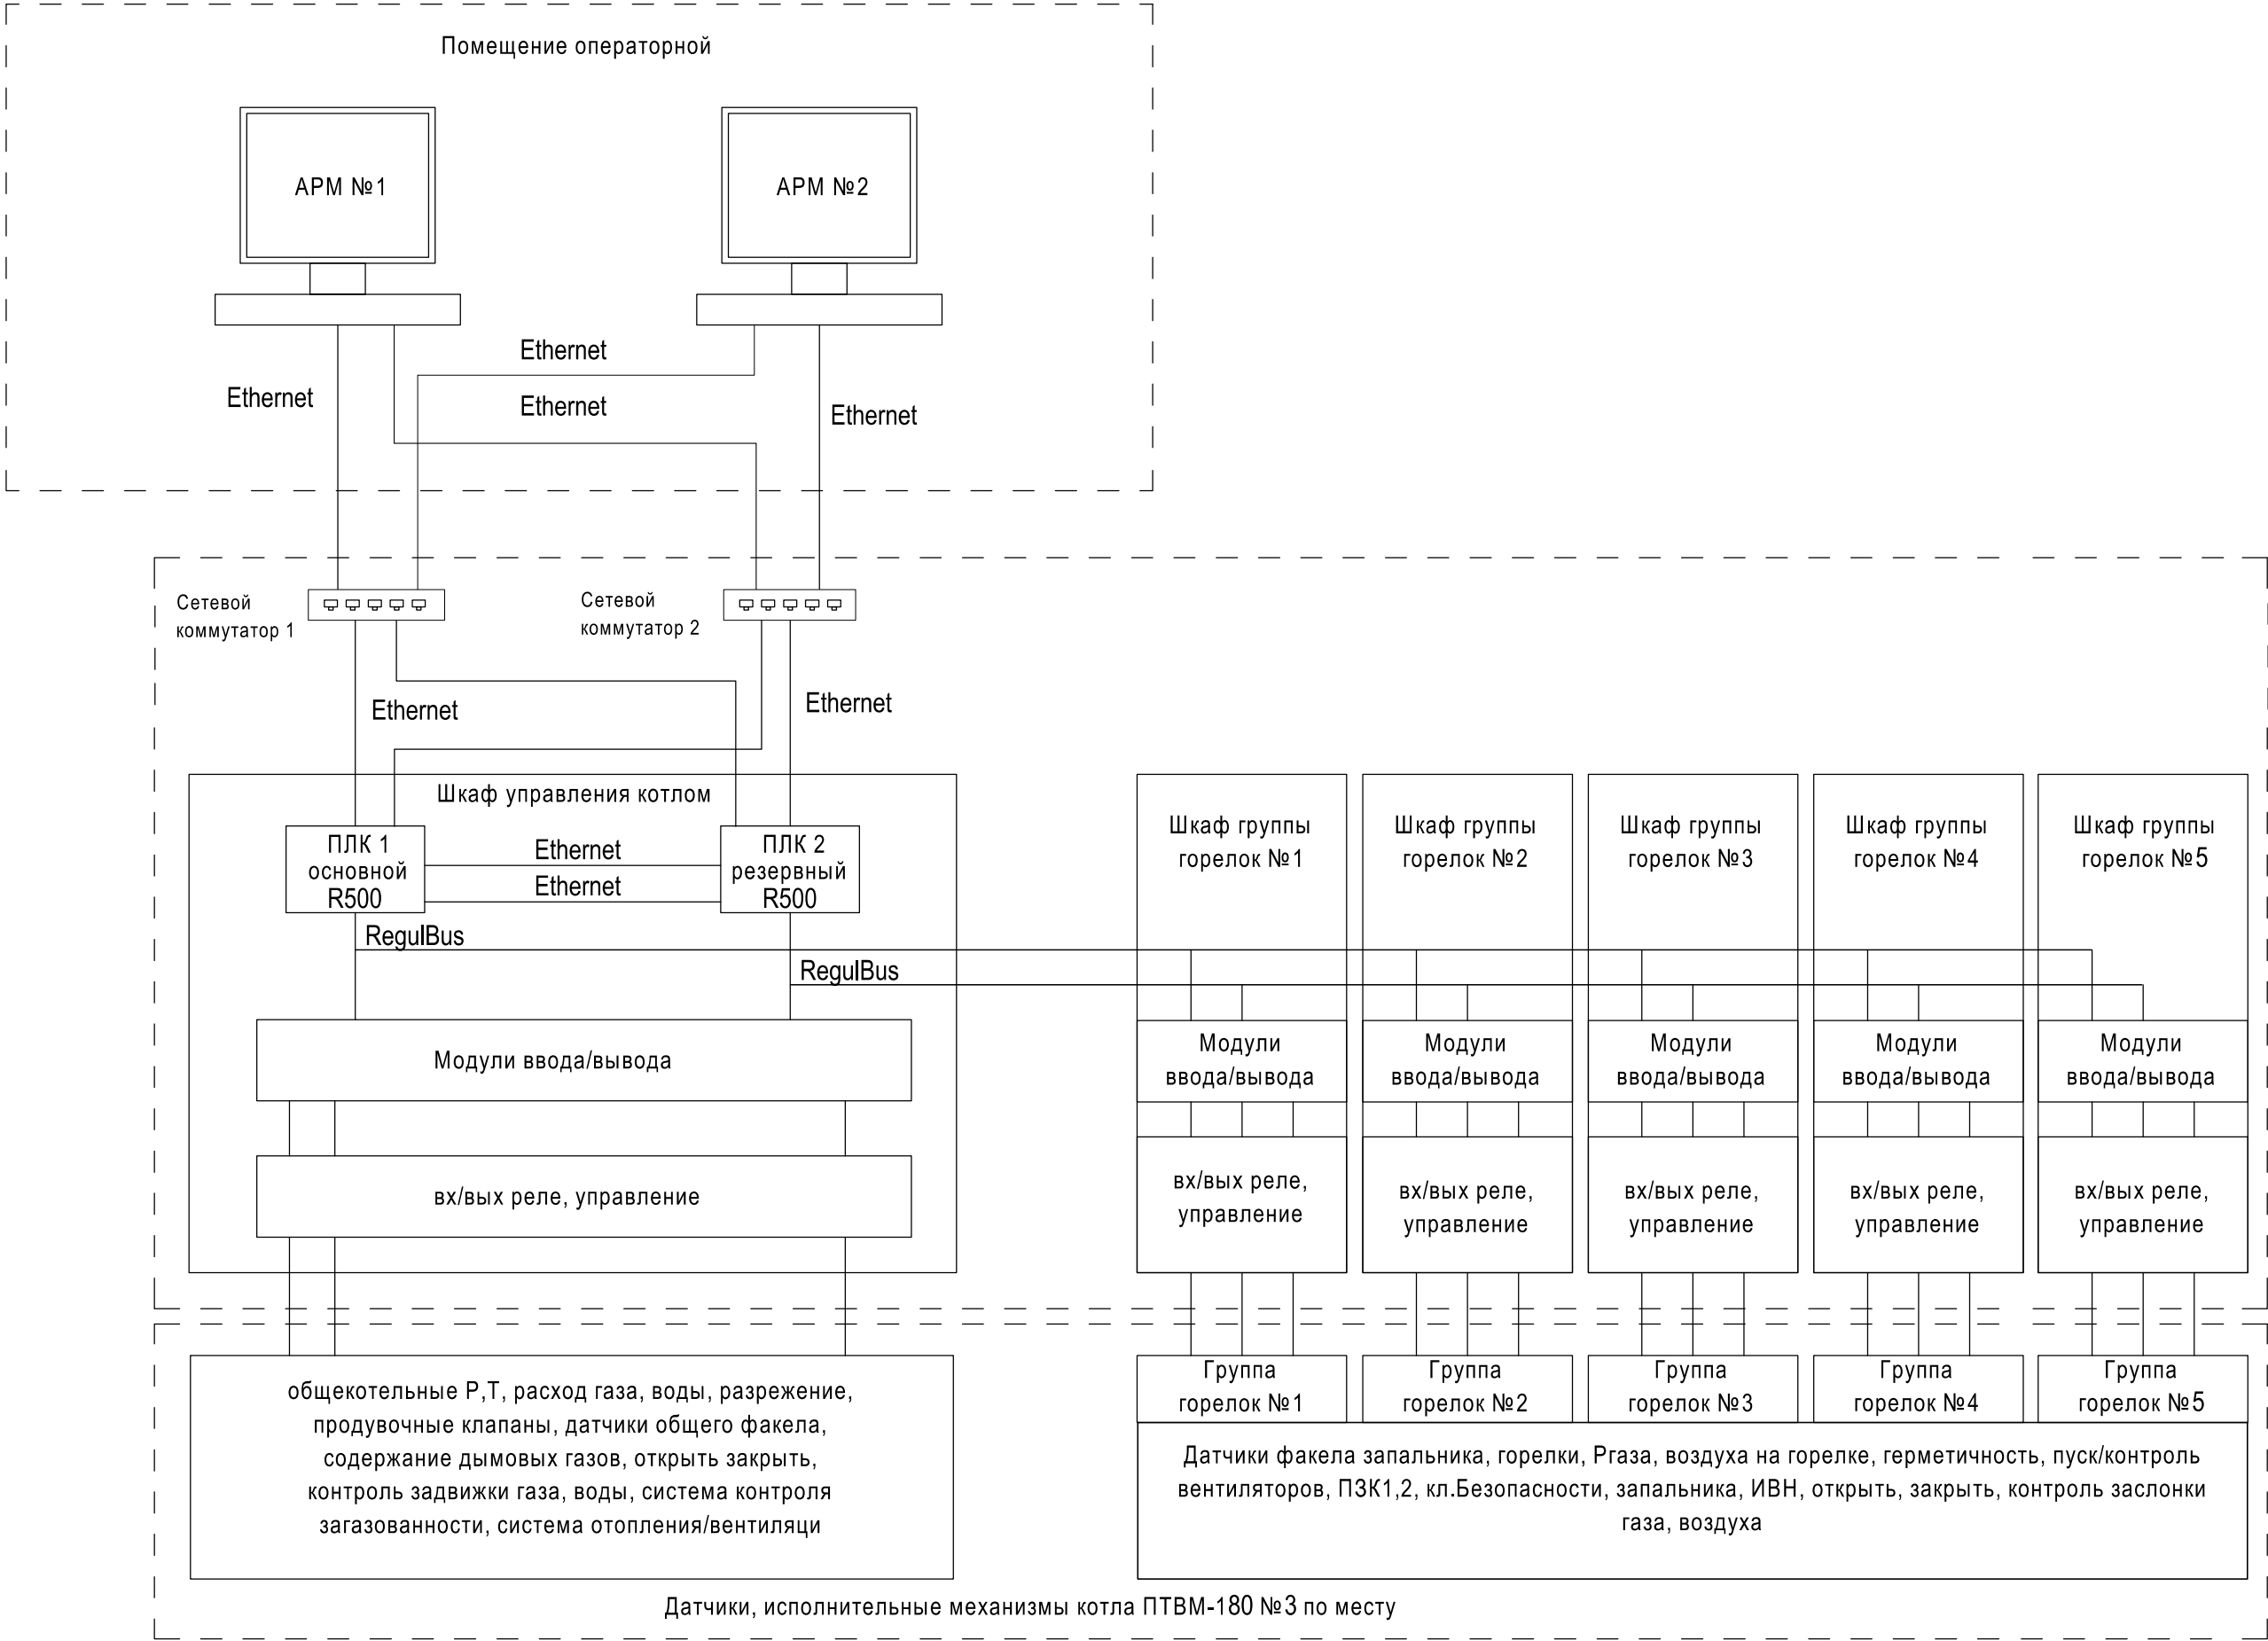 Помещение операторной
АРМ №1
АРМ №2
Ethernet
Ethernet
Ethernet
Ethernet
Сетевой
коммутатор 1
Сетевой
коммутатор 2
Ethernet
Ethernet
Шкаф управления котлом
ПЛК 1
основной
R500
Ethernet
Ethernet
ПЛК 2
резервный
R500
RegulBus
RegulBus
Модули ввода/вывода
вх/вых реле, управление
Шкаф группы
горелок №1
Шкаф группы
горелок №2
Шкаф группы
горелок №3
Шкаф группы
горелок №4
Шкаф группы
горелок №5
Модули
ввода/вывода
Модули
ввода/вывода
Модули
ввода/вывода
Модули
ввода/вывода
Модули
ввода/вывода
вх/вых реле,
управление
вх/вых реле,
управление
вх/вых реле,
управление
вх/вых реле,
управление
вх/вых реле,
управление
общекотельные Р,Т, расход газа, воды, разрежение,
продувочные клапаны, датчики общего факела,
содержание дымовых газов, открыть закрыть,
контроль задвижки газа, воды, система контроля
загазованности, система отопления/вентиляци
Группа
горелок №1
Группа
горелок №2
Группа
горелок №3
Группа
горелок №4
Группа
горелок №5
Датчики факела запальника, горелки, Ргаза, воздуха на горелке, герметичность, пуск/контроль
вентиляторов, ПЗК1,2, кл.Безопасности, запальника, ИВН, открыть, закрыть, контроль заслонки
газа, воздуха
Датчики, исполнительные механизмы котла ПТВМ-180 №3 по месту